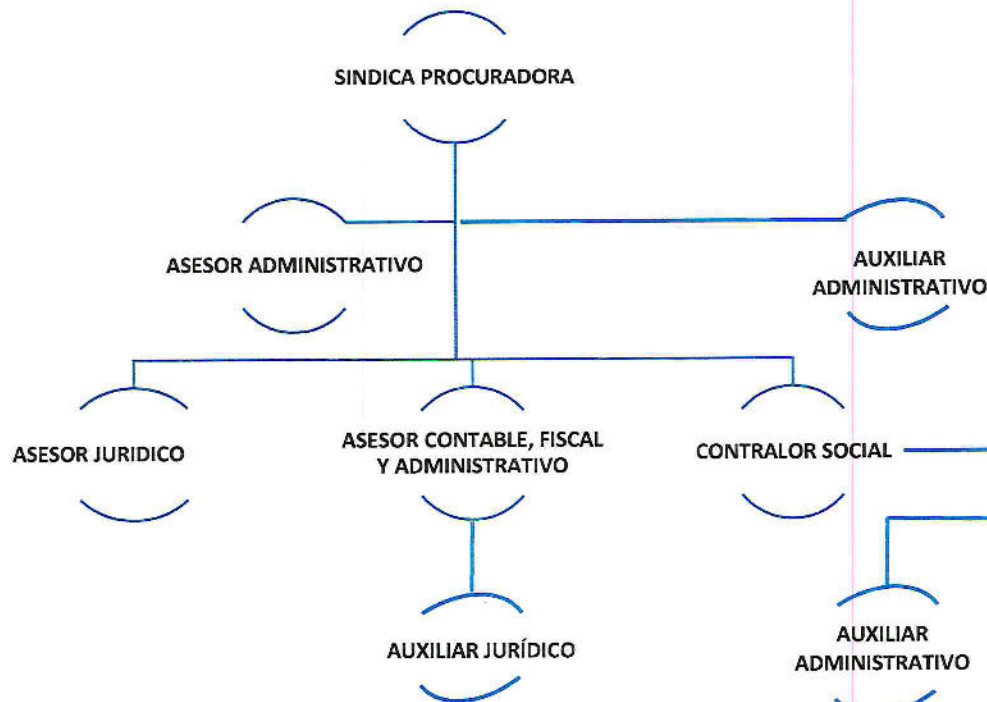 SINDICA PROCURADORA
ASESOR ADMINISTRATIVO
AUXILIAR
ADMINISTRATIVO
ASESOR JURIDICO
ASESOR CONTABLE, FISCAL
Y ADMINISTRATIVO
CONTRALOR SOCIAL
AUXILIAR JURÍDICO
AUXILIAR
ADMINISTRATIVO